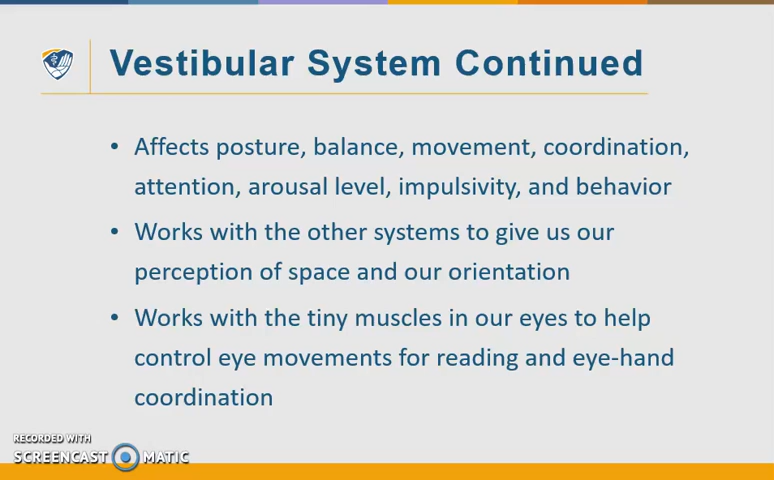 Vestibular System Continued
• Affects posture, balance, movement, coordination,
attention, arousal level, impulsivity, and behavior
• Works with the other systems to give us our
perception of space and our orientation
• Works with the tiny muscles in our eyes to help
control eye movements for reading and eye-hand
coordination
RECORDED WITH
SCREENCAST MATIC